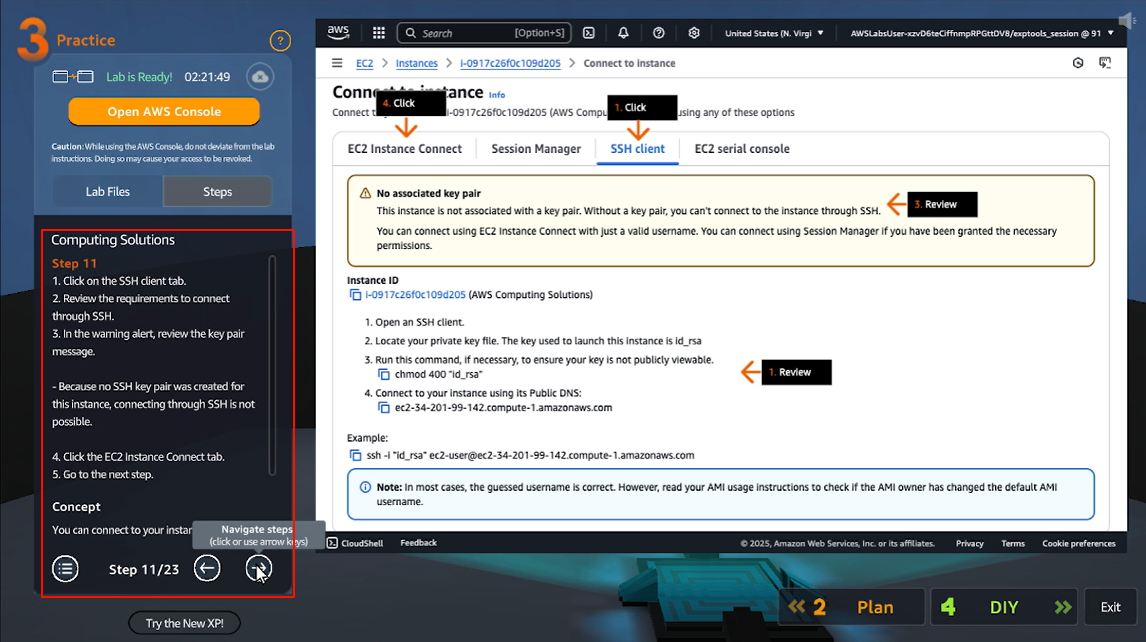 3 Practice
?
Lab is Ready! 02:21:49
Open AWS Console
Caution: While using the AWS Console, do not deviate from the lab
instructions. Doing so may cause your access to be revoked.
Lab Files Steps
Computing Solutions
Step 11
1. Click on the SSH client tab.
2. Review the requirements to connect
through SSH.
3. In the warning alert, review the key pair
message.
- Because no SSH key pair was created for
this instance, connecting through SSH is not
possible.
4. Click the EC2 Instance Connect tab.
5. Go to the next step.
Concept
You can connect to your instan
Navigate steps
(click or use arrow keys)
Step 11/23
Try the New XP!
aws Search [Option+S] United States (N. Virgi AWSLabsUser-xzvD6teCiffnmpRPGttDV8/exptools_session @ 91
EC2 > Instances > i-0917c26f0c109d205 > Connect to instance
Connect to instance Info
Connect to i-0917c26f0c109d205 (AWS Compu using any of these options
4. Click
1. Click
EC2 Instance Connect Session Manager SSH client EC2 serial console
No associated key pair
This instance is not associated with a key pair. Without a key pair, you can't connect to the instance through SSH.
3. Review
You can connect using EC2 Instance Connect with just a valid username. You can connect using Session Manager if you have been granted the necessary
permissions.
Instance ID
i-0917c26f0c109d205 (AWS Computing Solutions)
1. Open an SSH client.
2. Locate your private key file. The key used to launch this instance is id_rsa
3. Run this command, if necessary, to ensure your key is not publicly viewable.
chmod 400 "id_rsa"
1. Review
4. Connect to your instance using its Public DNS:
ec2-34-201-99-142.compute-1.amazonaws.com
Example:
ssh -i "id_rsa" ec2-user@ec2-34-201-99-142.compute-1.amazonaws.com
Note: In most cases, the guessed username is correct. However, read your AMI usage instructions to check if the AMI owner has changed the default AMI
username.
CloudShell Feedback © 2025, Amazon Web Services, Inc. or its affiliates. Privacy Terms Cookie preferences
2 Plan 4 DIY Exit